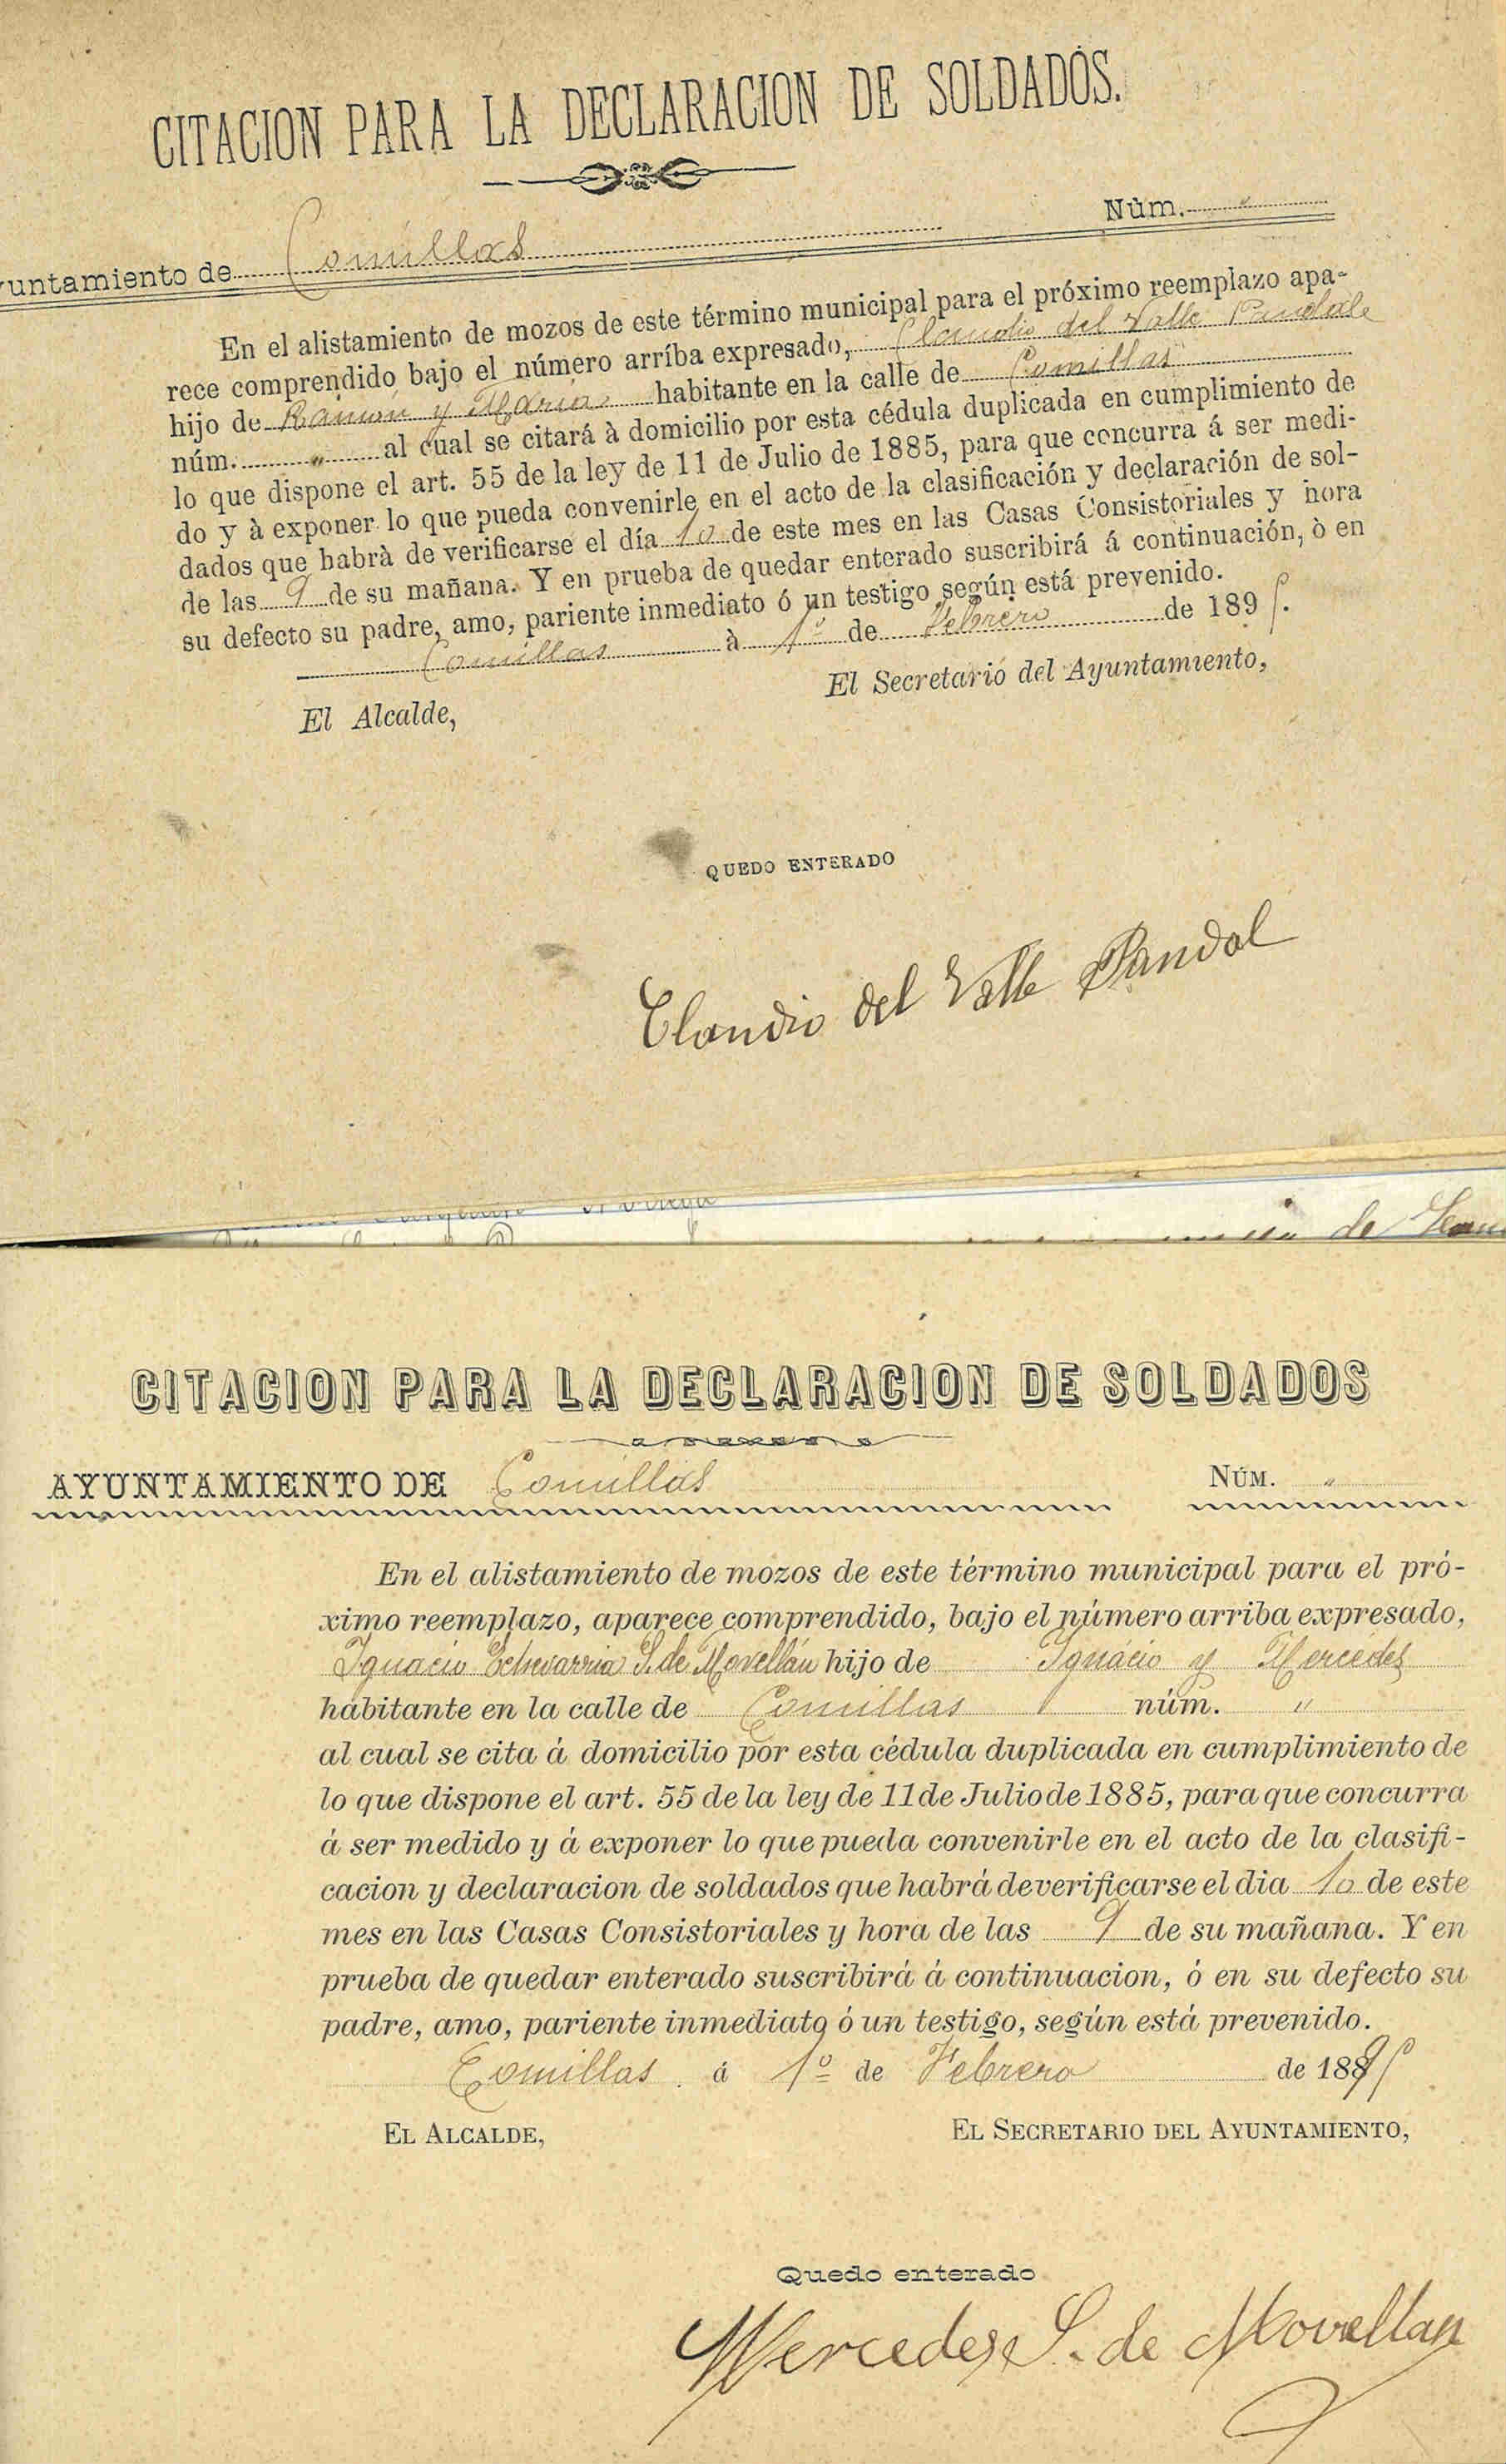 CITACION PARA LA DECLARACION DE SOLDADOS.
yuntamiento de Comillas Núm. "
En el alistamiento de mozos de este término municipal para el próximo reemplazo apa-
rece comprendido bajo el número arríba expresado, Claudio del Valle Pandal
hijo de Ramón y María habitante en la calle de Comillas
núm. " al cual se citará à domicilio por esta cédula duplicada en cumplimiento de
lo que dispone el art. 55 de la ley de 11 de Julio de 1885, para que concurra á ser medi-
do y à exponer lo que pueda convenirle en el acto de la clasificación y declaración de sol-
dados que habrà de verificarse el día 10 de este mes en las Casas Consistoriales y hora
de las 9 de su mañana. Y en prueba de quedar enterado suscribirá á continuación, ò en
su defecto su padre, amo, pariente inmediato ó un testigo según está prevenido.
Comillas à 1º de Febrero de 189
El Alcalde, El Secretario del Ayuntamiento,
QUEDO ENTERADO
Claudio del Valle Pandal
de
CITACION PARA LA DECLARACION DE SOLDADOS
AYUNTAMIENTO DE Comillas NÚM. "
En el alistamiento de mozos de este término municipal para el pró-
ximo reemplazo, aparece comprendido, bajo el número arriba expresado,
Ignacio Echevarria S. de Movellán hijo de Ignácio y Mercedes
habitante en la calle de Comillas núm. "
al cual se cita á domicilio por esta cédula duplicada en cumplimiento de
lo que dispone el art. 55 de la ley de 11 de Julio de 1885, para que concurra
á ser medido y á exponer lo que pueda convenirle en el acto de la clasifi-
cacion y declaracion de soldados que habrá de verificarse el dia 10 de este
mes en las Casas Consistoriales y hora de las 9 de su mañana. Y en
prueba de quedar enterado suscribirá á continuacion, ó en su defecto su
padre, amo, pariente inmediato ó un testigo, según está prevenido.
Comillas á 1º de Febrero de 18
EL ALCALDE, EL SECRETARIO DEL AYUNTAMIENTO,
Quedo enterado
Mercedes S. de Movellan